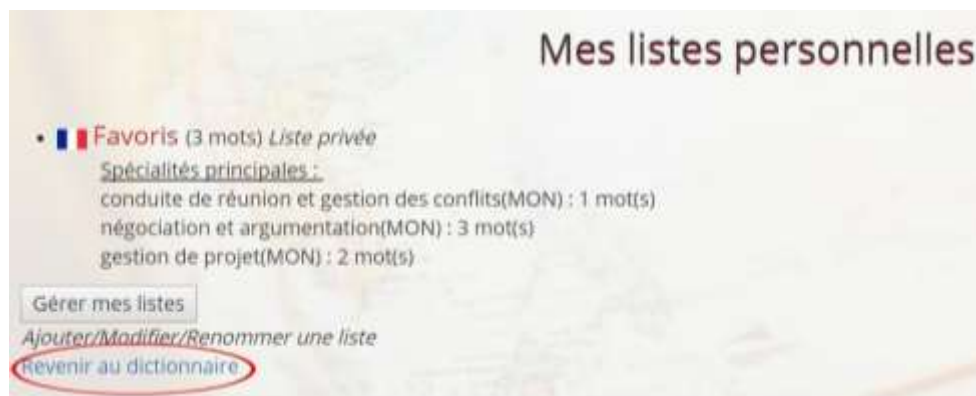 Mes listes personnelles
• Favoris (3 mots) Liste privée
Spécialités principales :
conduite de réunion et gestion des conflits(MON) : 1 mot(s)
négociation et argumentation(MON) : 3 mot(s)
gestion de projet(MON) : 2 mot(s)
Gérer mes listes
Ajouter/Modifier/Renommer une liste
Revenir au dictionnaire